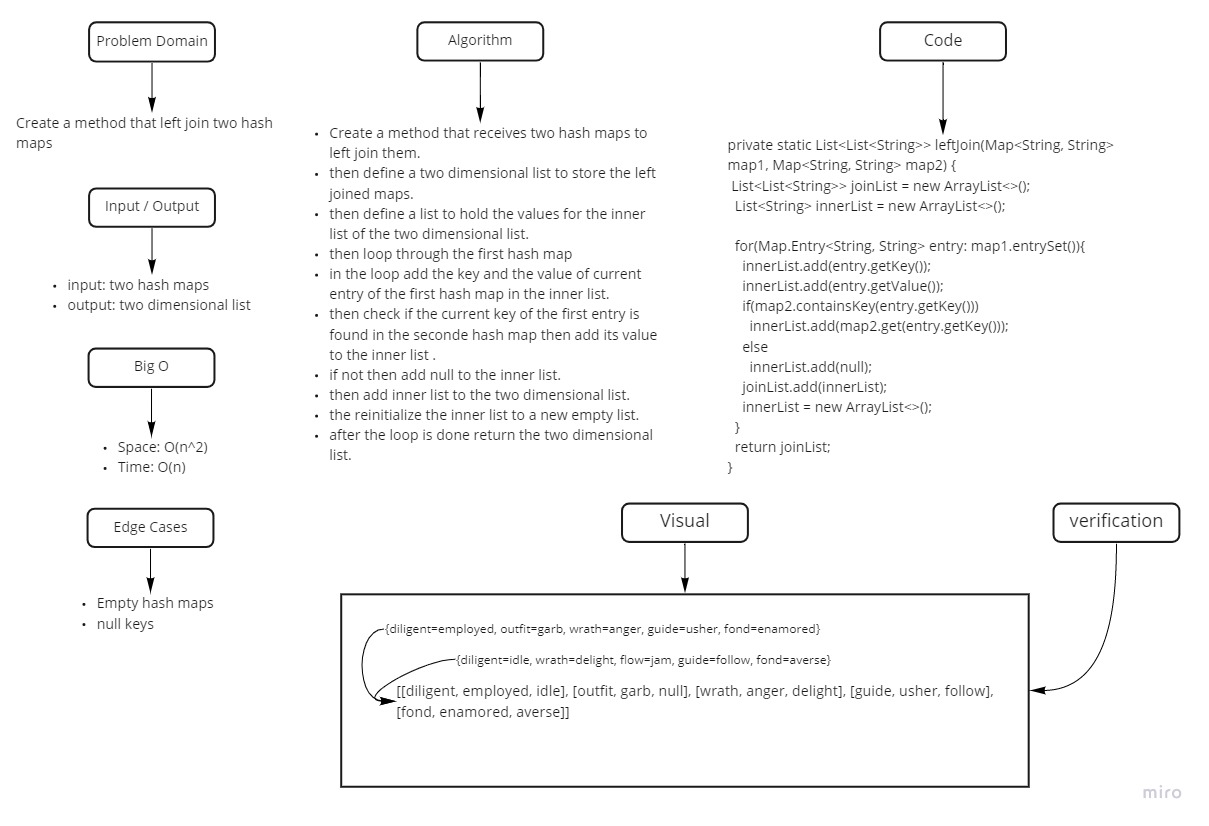 Problem Domain
Create a method that left join two hash
maps
Input / Output
• input: two hash maps
• output: two dimensional list
Big O
• Space: O(n^2)
• Time: O(n)
Edge Cases
• Empty hash maps
• null keys
Algorithm
• Create a method that receives two hash maps to
left join them.
• then define a two dimensional list to store the left
joined maps.
• then define a list to hold the values for the inner
list of the two dimensional list.
• then loop through the first hash map
• in the loop add the key and the value of current
entry of the first hash map in the inner list.
• then check if the current key of the first entry is
found in the seconde hash map then add its value
to the inner list .
• if not then add null to the inner list.
• then add inner list to the two dimensional list.
• the reinitialize the inner list to a new empty list.
• after the loop is done return the two dimensional
list.
Code
private static List<List<String>> leftJoin(Map<String, String>
map1, Map<String, String> map2) {
List<List<String>> joinList = new ArrayList<>();
List<String> innerList = new ArrayList<>();
for(Map.Entry<String, String> entry: map1.entrySet()){
innerList.add(entry.getKey());
innerList.add(entry.getValue());
if(map2.containsKey(entry.getKey()))
innerList.add(map2.get(entry.getKey()));
else
innerList.add(null);
joinList.add(innerList);
innerList = new ArrayList<>();
}
return joinList;
}
Visual
{diligent=employed, outfit=garb, wrath=anger, guide=usher, fond=enamored}
{diligent=idle, wrath=delight, flow=jam, guide=follow, fond=averse}
[[diligent, employed, idle], [outfit, garb, null], [wrath, anger, delight], [guide, usher, follow],
[fond, enamored, averse]]
verification
miro